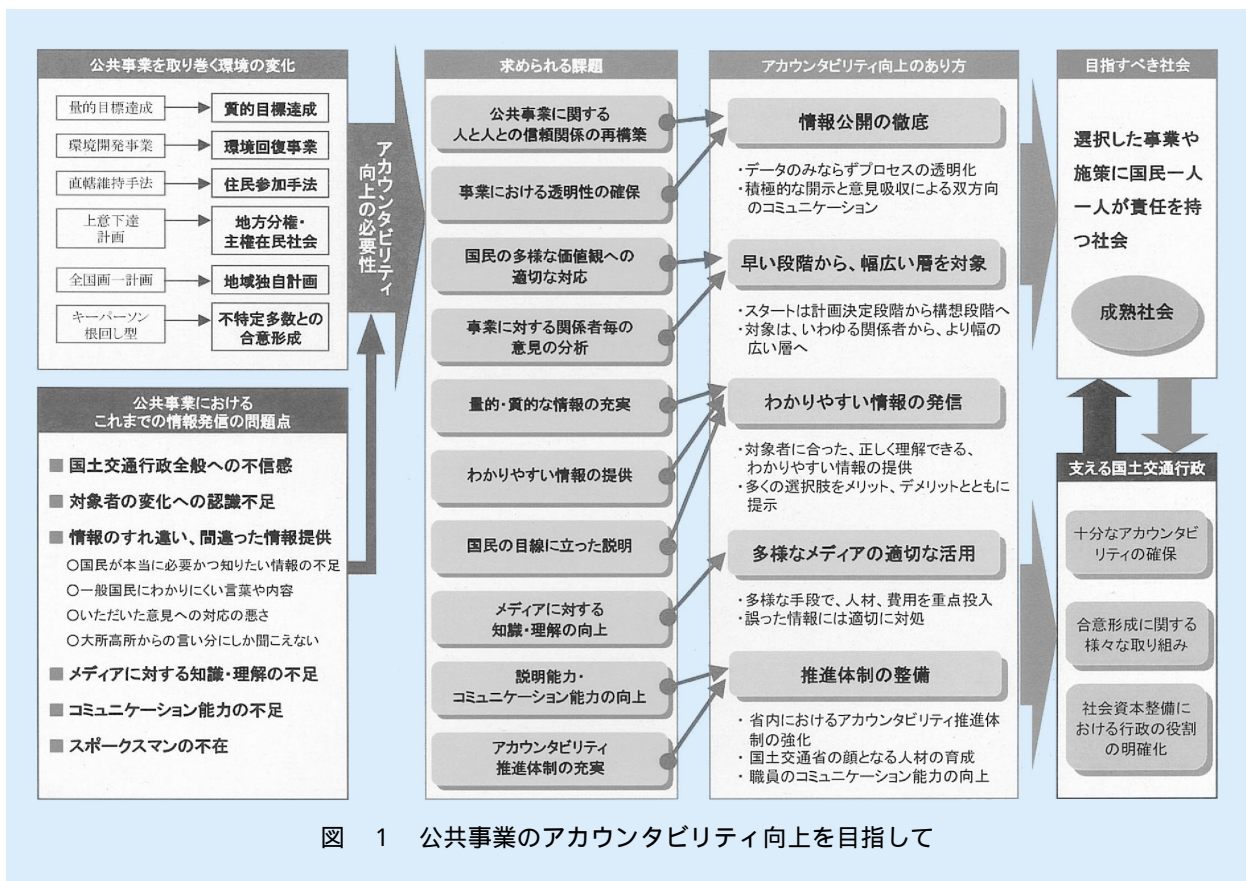 公共事業を取り巻く環境の変化
量的目標達成
質的目標達成
環境開発事業
環境回復事業
直轄維持手法
住民参加手法
上意下達
計画
地方分権・
主権在民社会
全国画一計画
地域独自計画
キーパーソン
根回し型
不特定多数との
合意形成
公共事業における
これまでの情報発信の問題点
■ 国土交通行政全般への不信感
■ 対象者の変化への認識不足
■ 情報のすれ違い、間違った情報提供
○国民が本当に必要かつ知りたい情報の不足
○一般国民にわかりにくい言葉や内容
○いただいた意見への対応の悪さ
○大所高所からの言い分にしか聞こえない
■ メディアに対する知識・理解の不足
■ コミュニケーション能力の不足
■ スポークスマンの不在
アカウンタビリティ
向上の必要性
求められる課題
公共事業に関する
人と人との信頼関係の再構築
事業における透明性の確保
国民の多様な価値観への
適切な対応
事業に対する関係者毎の
意見の分析
量的・質的な情報の充実
わかりやすい情報の提供
国民の目線に立った説明
メディアに対する
知識・理解の向上
説明能力・
コミュニケーション能力の向上
アカウンタビリティ
推進体制の充実
アカウンタビリティ向上のあり方
情報公開の徹底
・データのみならずプロセスの透明化
・積極的な開示と意見吸収による双方向
のコミュニケーション
早い段階から、幅広い層を対象
・スタートは計画決定段階から構想段階へ
・対象は、いわゆる関係者から、より幅の
広い層へ
わかりやすい情報の発信
・対象者に合った、正しく理解できる、
わかりやすい情報の提供
・多くの選択肢をメリット、デメリットとともに
提示
多様なメディアの適切な活用
・多様な手段で、人材、費用を重点投入
・誤った情報には適切に対処
推進体制の整備
・省内におけるアカウンタビリティ推進体
制の強化
・国土交通省の顔となる人材の育成
・職員のコミュニケーション能力の向上
目指すべき社会
選択した事業や
施策に国民一人
一人が責任を持
つ社会
成熟社会
支える国土交通行政
十分なアカウンタビ
リティの確保
合意形成に関する
様々な取り組み
社会資本整備に
おける行政の役割
の明確化
図 1 公共事業のアカウンタビリティ向上を目指して